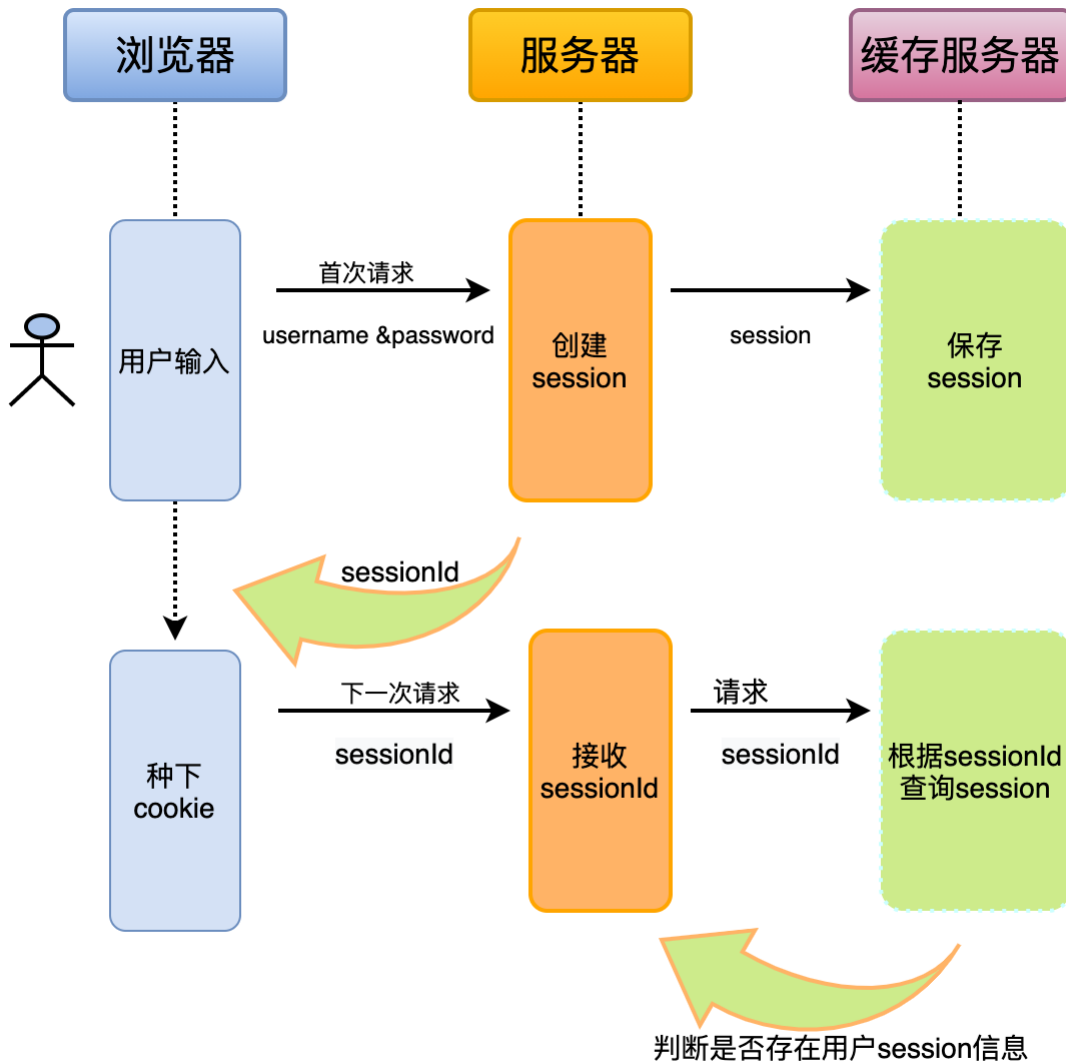 浏览器
服务器
缓存服务器
首次请求
username &password
session
用户输入
创建
session
保存
session
sessionId
下一次请求
请求
sessionId
sessionId
种下
cookie
接收
sessionId
根据sessionId
查询session
判断是否存在用户session信息